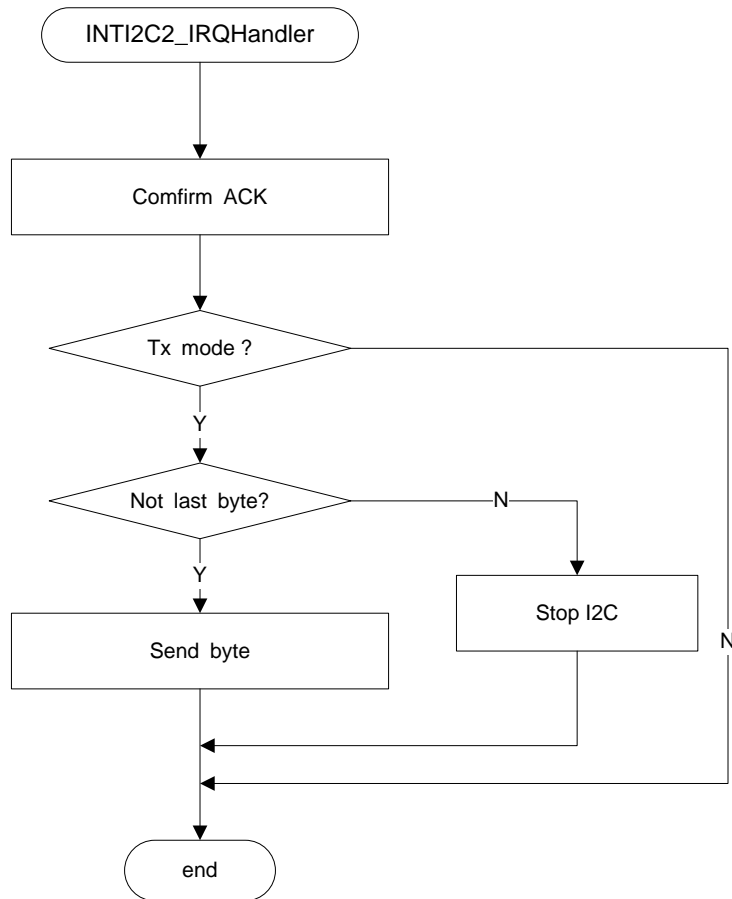 INTI2C2_IRQHandler
Comfirm ACK
Tx mode ?
Y
Not last byte?
N
Y
Stop I2C
Send byte
N
end